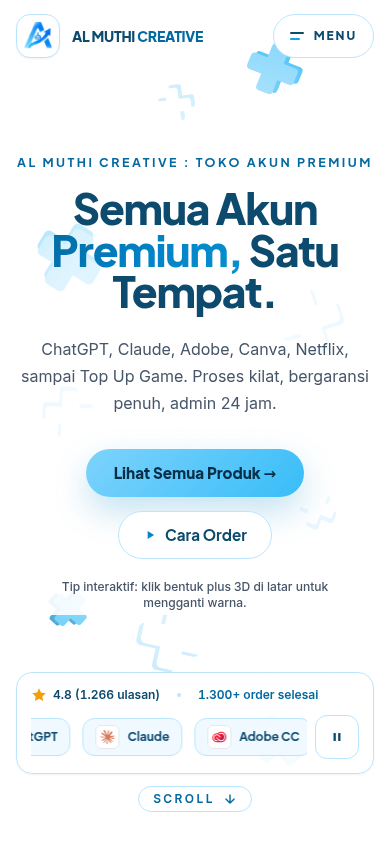 AL MUTHI CREATIVE
MENU
AL MUTHI CREATIVE : TOKO AKUN PREMIUM
Semua Akun
Premium, Satu
Tempat.
ChatGPT, Claude, Adobe, Canva, Netflix,
sampai Top Up Game. Proses kilat, bergaransi
penuh, admin 24 jam.
Lihat Semua Produk →
Cara Order
Tip interaktif: klik bentuk plus 3D di latar untuk
mengganti warna.
4.8 (1.266 ulasan) • 1.300+ order selesai
tGPT Claude Adobe CC
SCROLL ↓